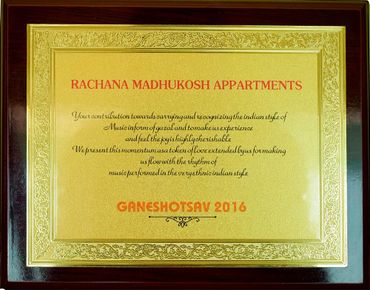 RACHANA MADHUKOSH APPARTMENTS
Your contribution towards carrying and recognizing the indian style of
Music inform of gazal and to make us experience
and feel the joy is highly cherishable
We present this momentum as a token of love extended by us for making
us flow with the rhythm of
music performed in the very ethnic indian style
GANESHOTSAV 2016